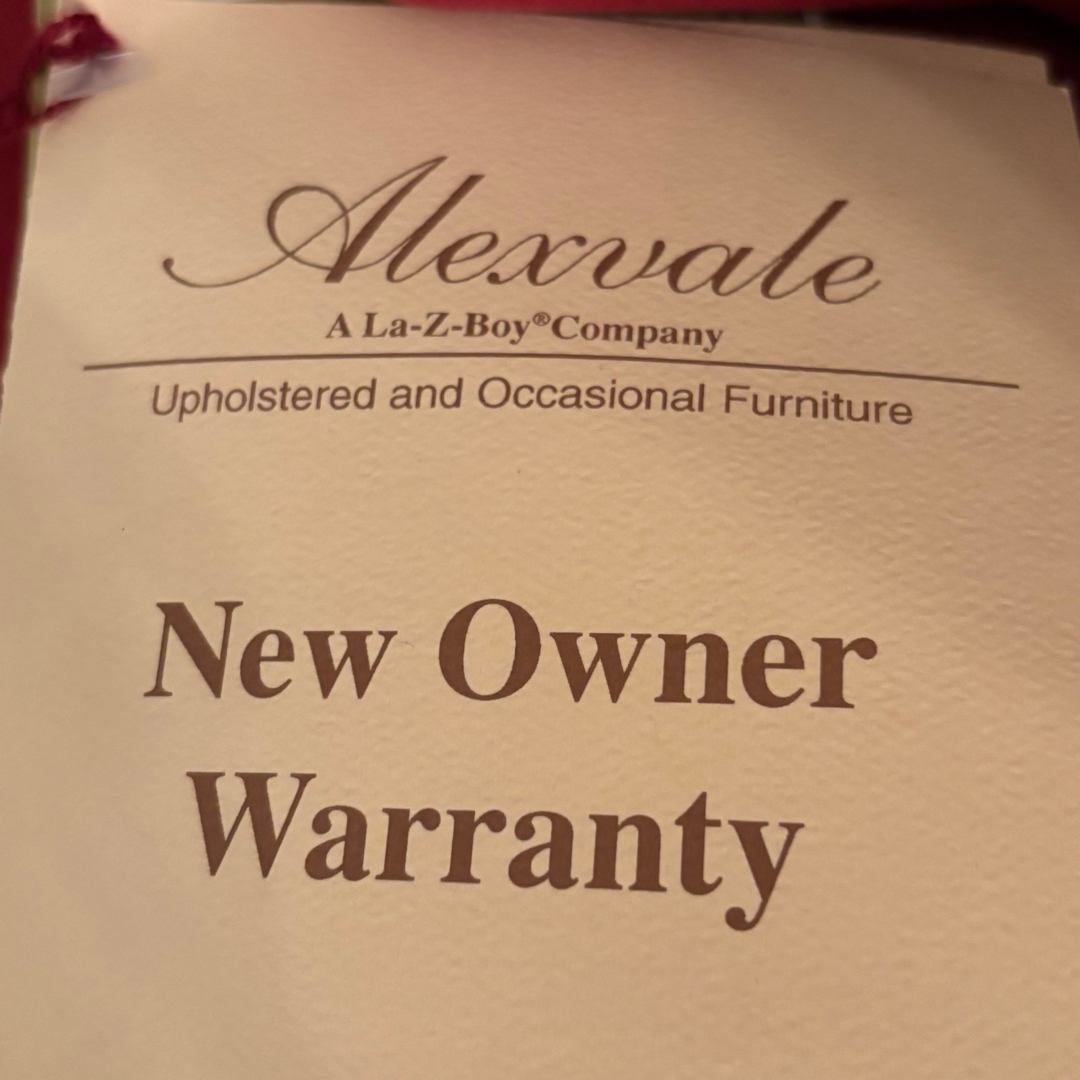 Alexvale
A La-Z-Boy® Company
Upholstered and Occasional Furniture
New Owner
Warranty